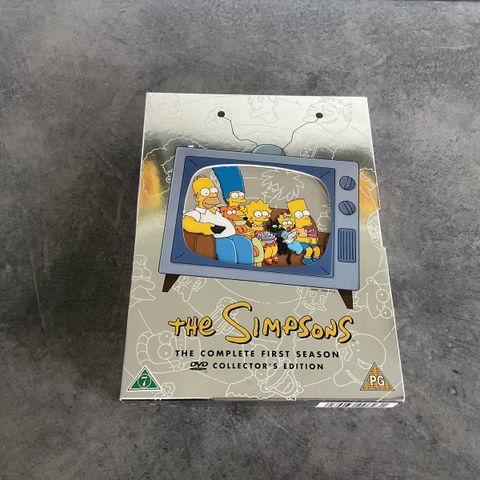 the SIMPSONS
THE COMPLETE FIRST SEASON
DVD COLLECTOR'S EDITION
7
PG